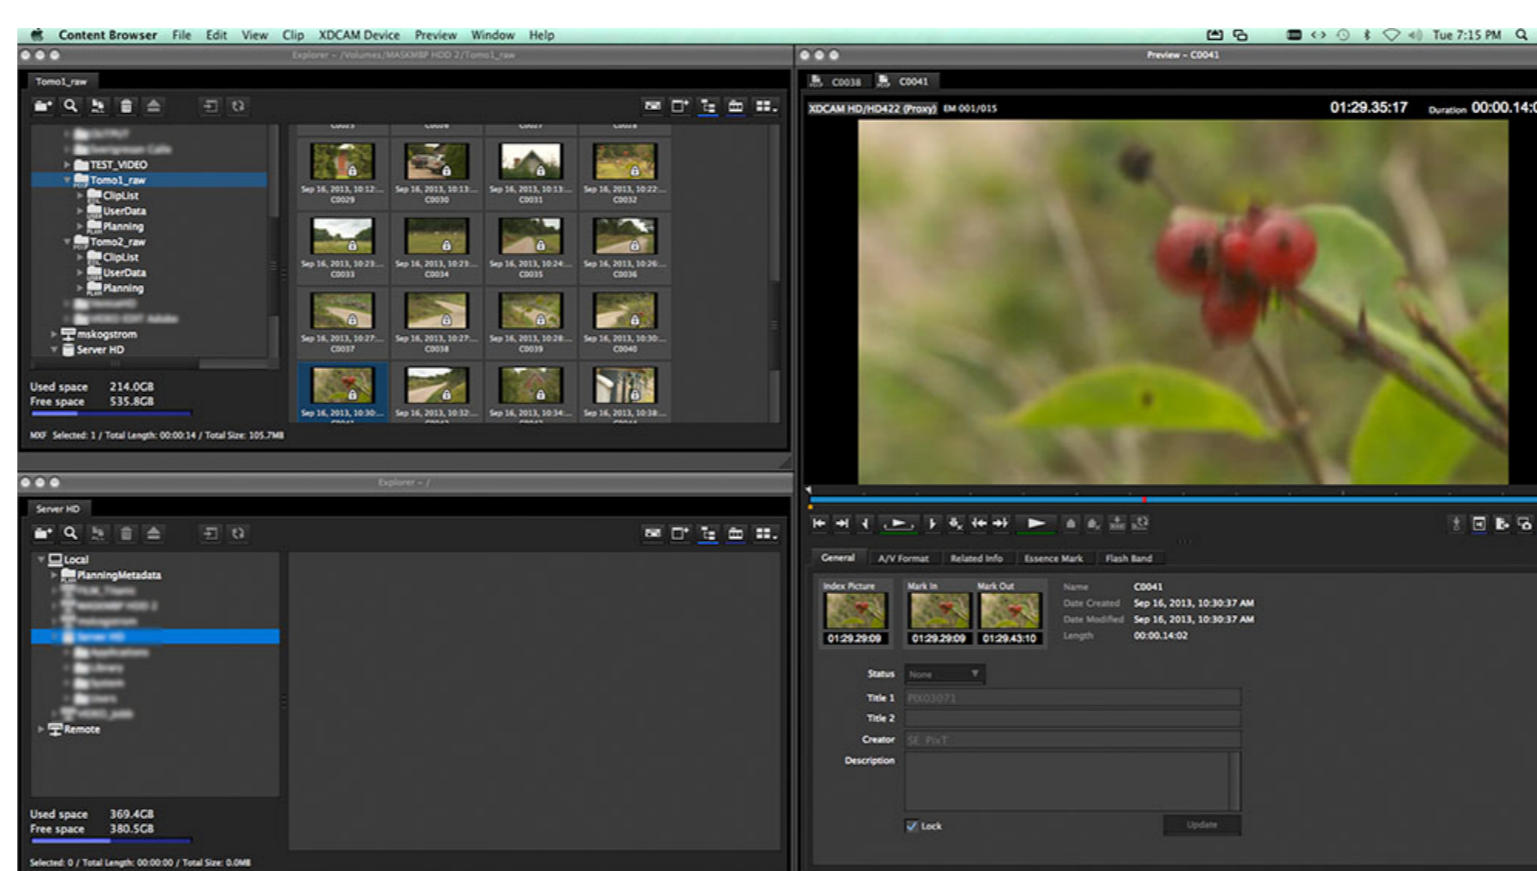 Content Browser File Edit View Clip XDCAM Device Preview Window Help Tue 7:15 PM
Explorer - /Volumes/MASKMBP HDD 2/Tomo1_raw
Tomo1_raw
TEST_VIDEO
Tomo1_raw
ClipList
UserData
Planning
Tomo2_raw
ClipList
UserData
Planning
mskogstrom
Server HD
Used space 214.0GB
Free space 535.8GB
MXF Selected: 1 / Total Length: 00:00:14 / Total Size: 105.7MB
Sep 16, 2013, 10:12:... Sep 16, 2013, 10:13:... Sep 16, 2013, 10:13:... Sep 16, 2013, 10:22:...
C0029 C0030 C0031 C0032
Sep 16, 2013, 10:23:... Sep 16, 2013, 10:23:... Sep 16, 2013, 10:24:... Sep 16, 2013, 10:26:...
C0033 C0034 C0035 C0036
Sep 16, 2013, 10:27:... Sep 16, 2013, 10:27:... Sep 16, 2013, 10:28:... Sep 16, 2013, 10:30:...
C0037 C0038 C0039 C0040
Sep 16, 2013, 10:30:... Sep 16, 2013, 10:32:... Sep 16, 2013, 10:34:... Sep 16, 2013, 10:38:...
Explorer - /
Server HD
Local
PlanningMetadata
Remote
Used space 369.4GB
Free space 380.5GB
Selected: 0 / Total Length: 00:00:00 / Total Size: 0.0MB
Preview - C0041
C0038 C0041
XDCAM HD/HD422 (Proxy) EM 001/015 01:29.35:17 Duration 00:00.14:0
General A/V Format Related Info Essence Mark Flash Band
Index Picture Mark In Mark Out
01:29.29:09 01:29.29:09 01:29.43:10
Name C0041
Date Created Sep 16, 2013, 10:30:37 AM
Date Modified Sep 16, 2013, 10:30:37 AM
Length 00:00.14:02
Status None
Title 1 PIX03071
Title 2
Creator SE PixT
Description
Lock Update